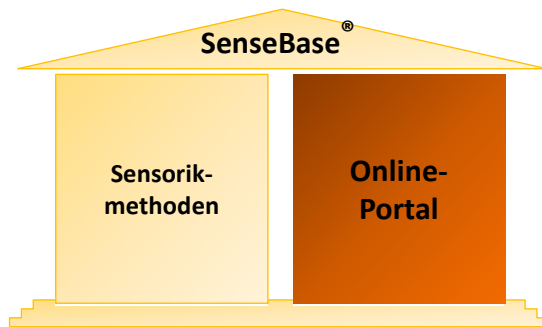 SenseBase®
Sensorik-
methoden
Online-
Portal